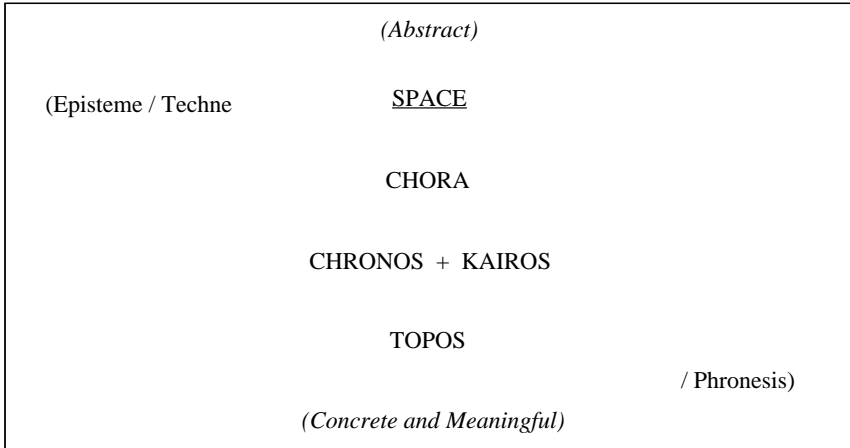 (Abstract)
(Episteme / Techne SPACE
CHORA
CHRONOS + KAIROS
TOPOS
/ Phronesis)
(Concrete and Meaningful)